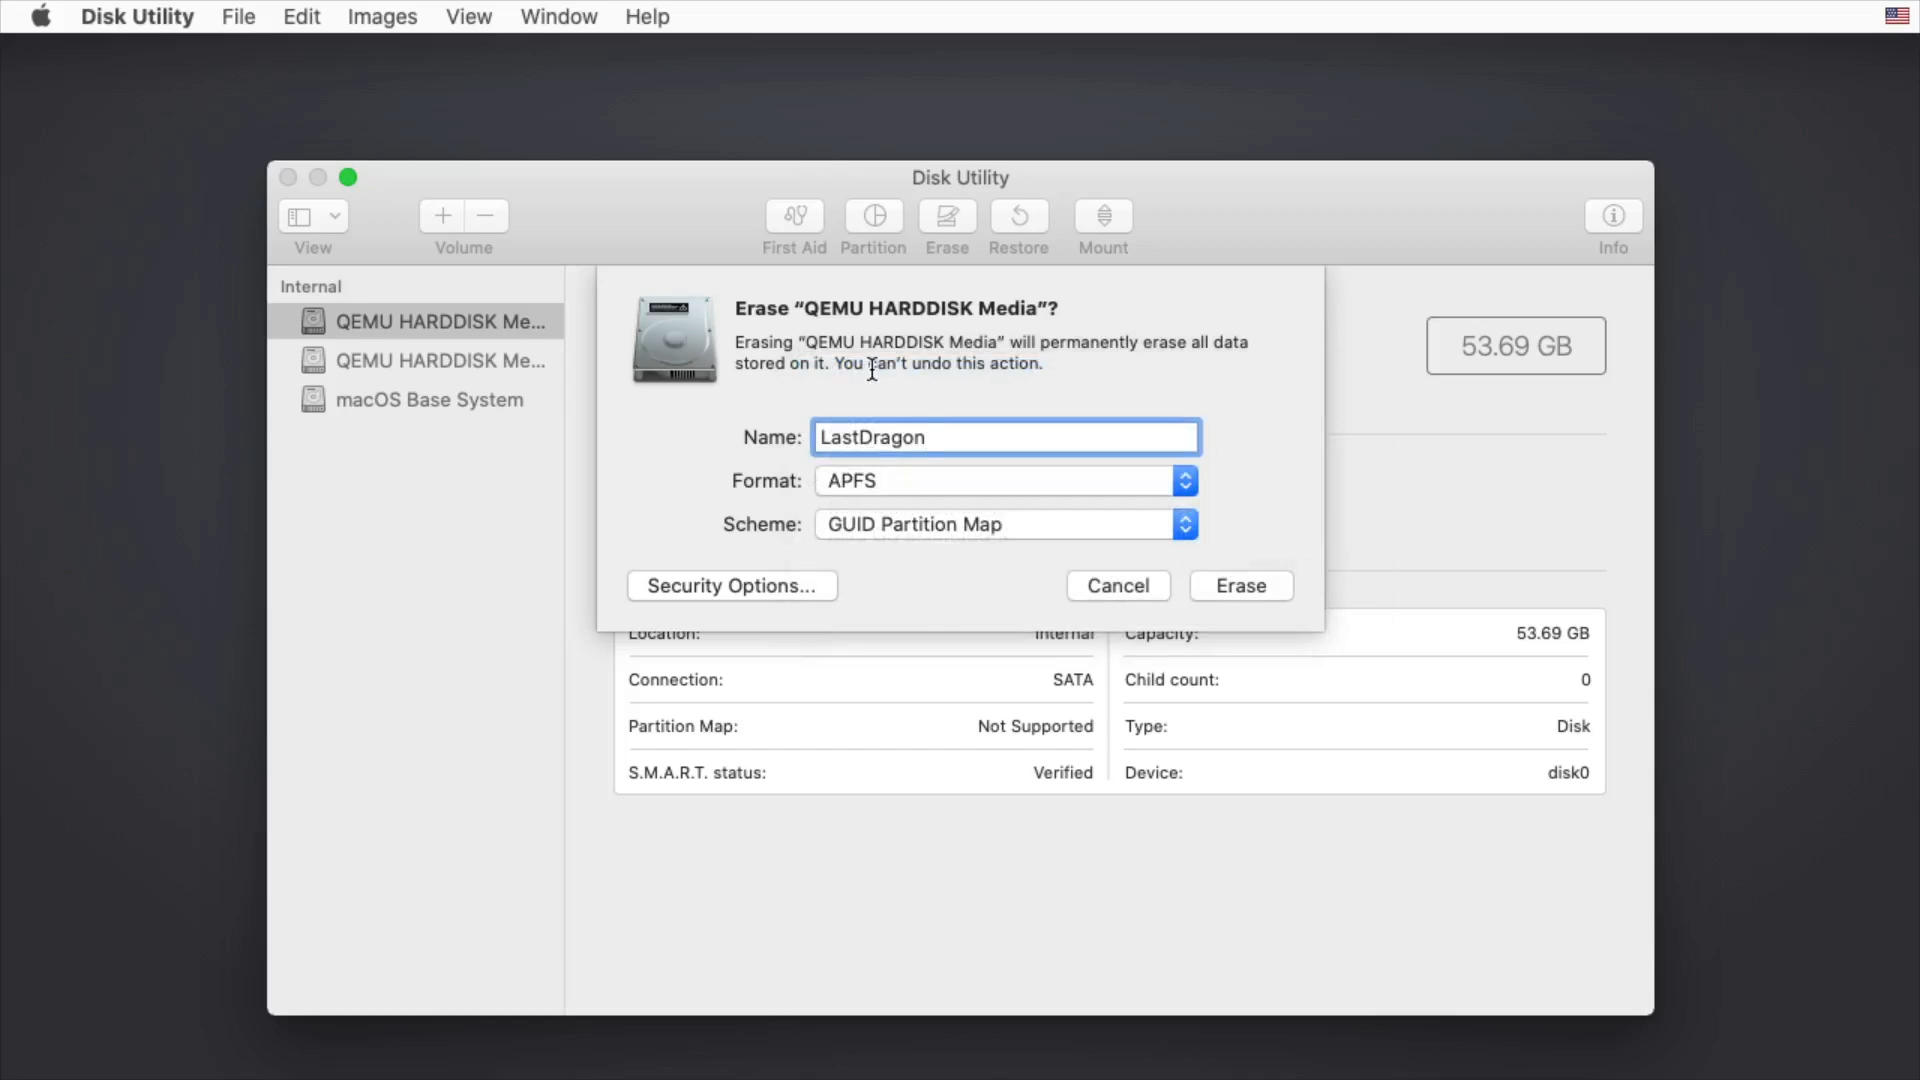 Disk Utility File Edit Images View Window Help
Disk Utility
View Volume First Aid Partition Erase Restore Mount Info
Internal
QEMU HARDDISK Me...
QEMU HARDDISK Me...
macOS Base System
Erase “QEMU HARDDISK Media”?
Erasing “QEMU HARDDISK Media” will permanently erase all data
stored on it. You can’t undo this action.
53.69 GB
Name: LastDragon
Format: APFS
Scheme: GUID Partition Map
Security Options... Cancel Erase
Location: Internal Capacity: 53.69 GB
Connection: SATA Child count: 0
Partition Map: Not Supported Type: Disk
S.M.A.R.T. status: Verified Device: disk0